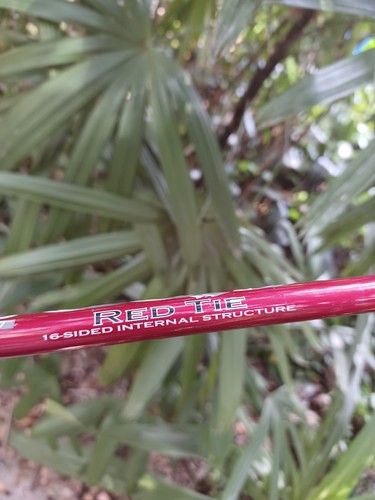 RED TIE
16-SIDED INTERNAL STRUCTURE